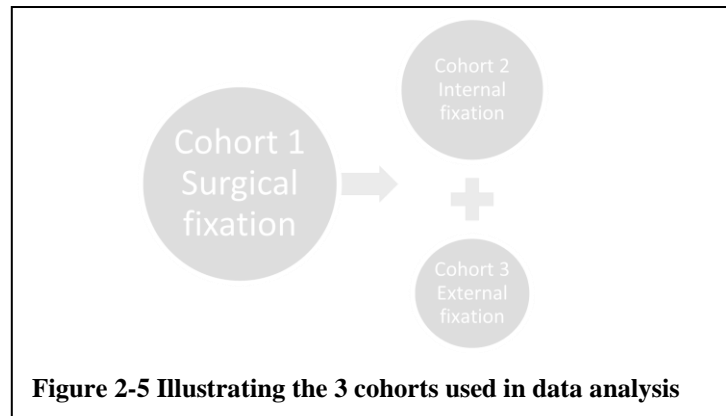 Cohort 1
Surgical
fixation
Cohort 2
Internal
fixation
Cohort 3
External
fixation
Figure 2-5 Illustrating the 3 cohorts used in data analysis